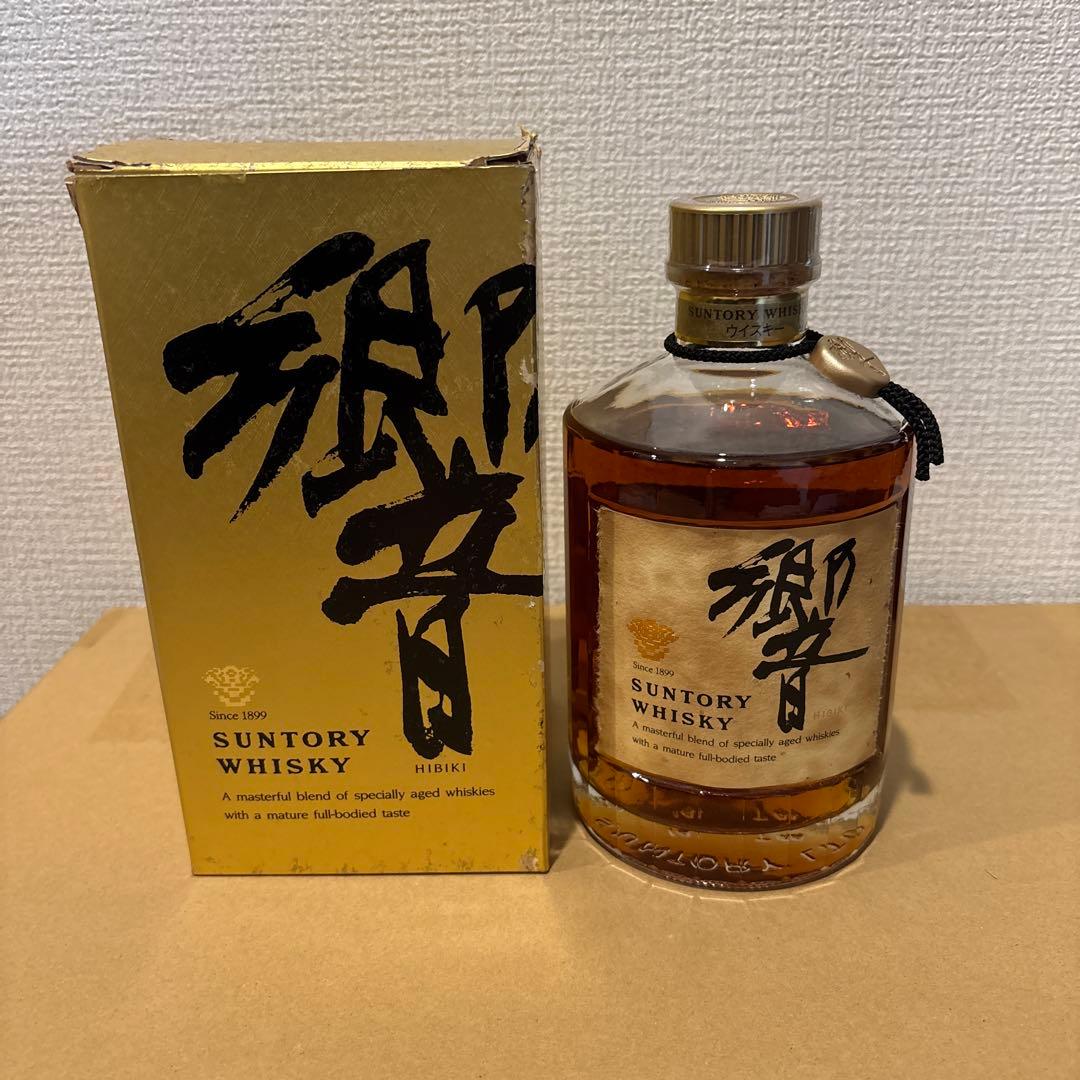 響
Since 1899
SUNTORY
WHISKY
HIBIKI
A masterful blend of specially aged whiskies
with a mature full-bodied taste
SUNTORY WHIS
ウイスキー
響
Since 1899
SUNTORY
WHISKY
HIBIKI
A masterful blend of specially aged whiskies
with a mature full-bodied taste